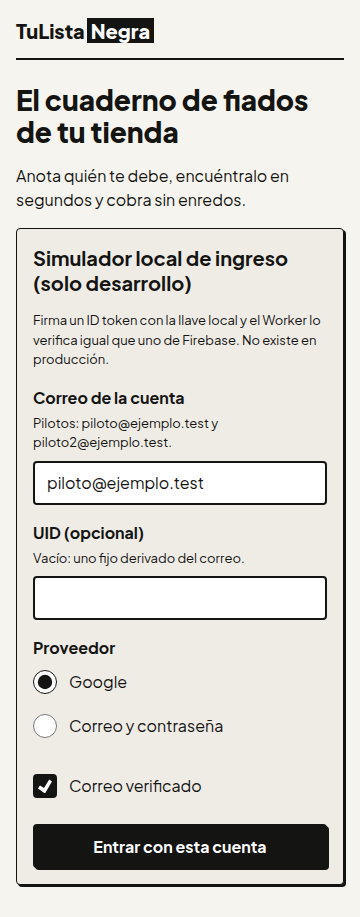 TuLista Negra
El cuaderno de fiados
de tu tienda
Anota quién te debe, encuéntralo en
segundos y cobra sin enredos.
Simulador local de ingreso
(solo desarrollo)
Firma un ID token con la llave local y el Worker lo
verifica igual que uno de Firebase. No existe en
producción.
Correo de la cuenta
Pilotos: piloto@ejemplo.test y
piloto2@ejemplo.test.
piloto@ejemplo.test
UID (opcional)
Vacío: uno fijo derivado del correo.
Proveedor
Google
Correo y contraseña
Correo verificado
Entrar con esta cuenta